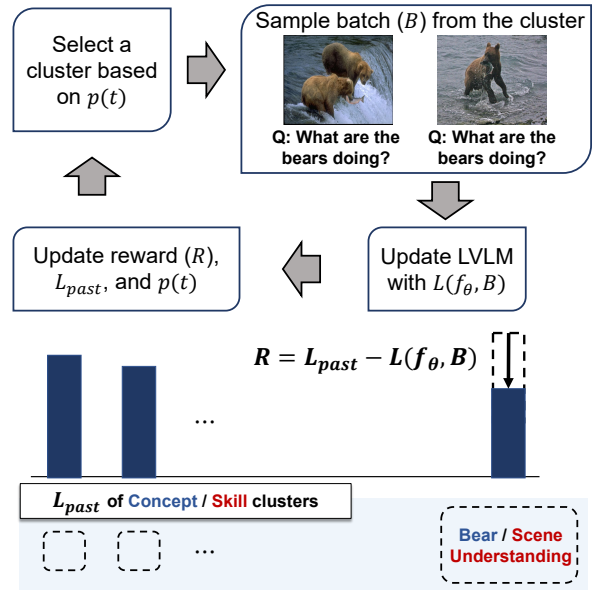 Select a
cluster based
on p(t)
Sample batch (B) from the cluster
Q: What are the
bears doing?
Q: What are the
bears doing?
Update reward (R),
L_past, and p(t)
Update LVLM
with L(f_θ, B)
R = L_past − L(f_θ, B)
...
L_past of Concept / Skill clusters
...
Bear / Scene
Understanding